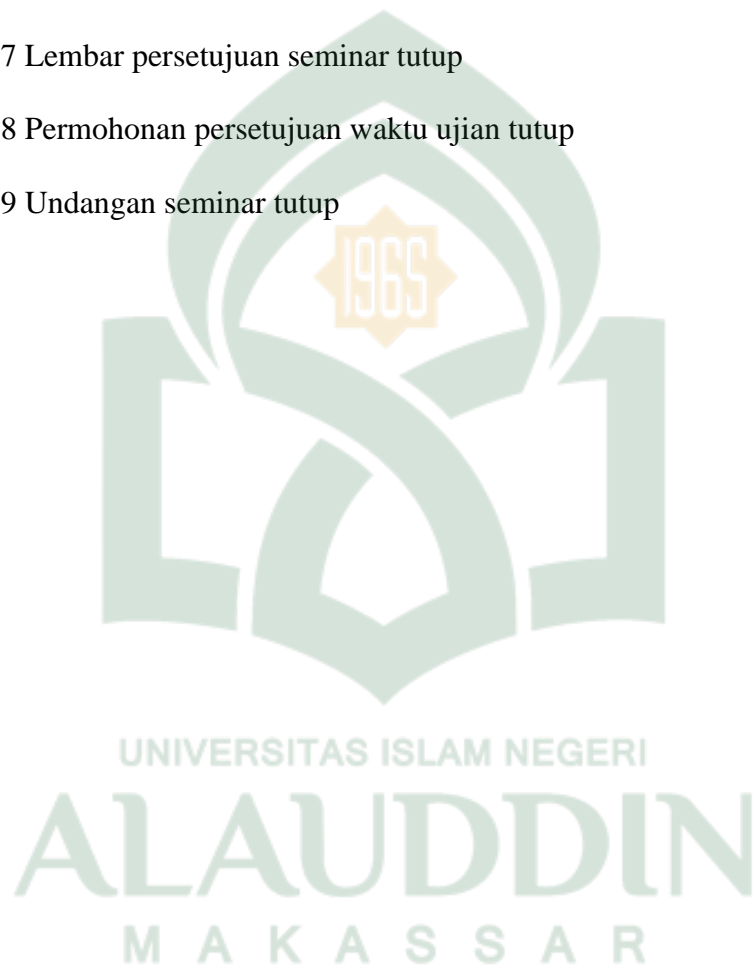 7 Lembar persetujuan seminar tutup
8 Permohonan persetujuan waktu ujian tutup
9 Undangan seminar tutup
1965
UNIVERSITAS ISLAM NEGERI
ALAUDDIN
MAKASSAR